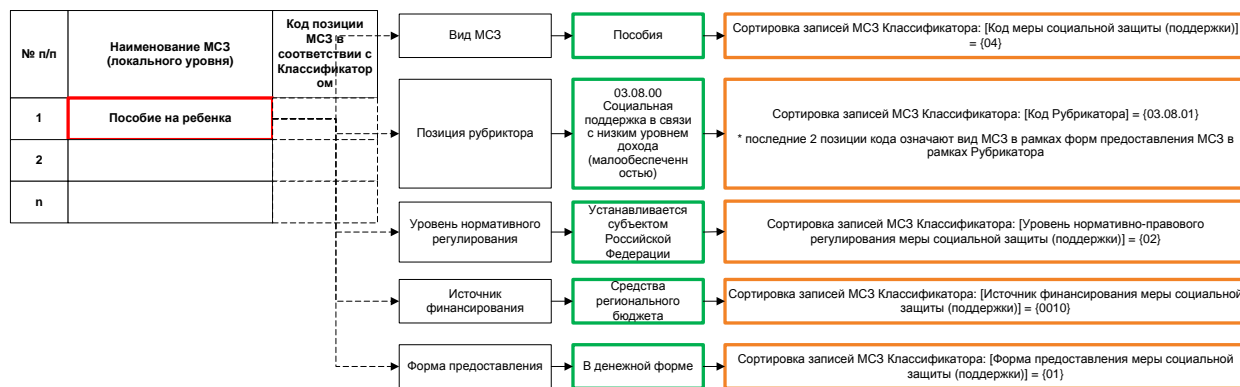 № п/п
Наименование МСЗ
(локального уровня)
Код позиции
МСЗ в
соответствии с
Классификатор
ом
1
Пособие на ребенка
2
n
Вид МСЗ
Пособия
Сортировка записей МСЗ Классификатора: [Код меры социальной защиты (поддержки)]
= {04}
Позиция рубриктора
03.08.00
Социальная
поддержка в связи
с низким уровнем
дохода
(малообеспеченн
остью)
Сортировка записей МСЗ Классификатора: [Код Рубрикатора] = {03.08.01}
* последние 2 позиции кода означают вид МСЗ в рамках форм предоставления МСЗ в
рамках Рубрикатора
Уровень нормативного
регулирования
Устанавливается
субъектом
Российской
Федерации
Сортировка записей МСЗ Классификатора: [Уровень нормативно-правового
регулирования меры социальной защиты (поддержки)] = {02}
Источник
финансирования
Средства
регионального
бюджета
Сортировка записей МСЗ Классификатора: [Источник финансирования меры социальной
защиты (поддержки)] = {0010}
Форма предоставления
В денежной форме
Сортировка записей МСЗ Классификатора: [Форма предоставления меры социальной
защиты (поддержки)] = {01}